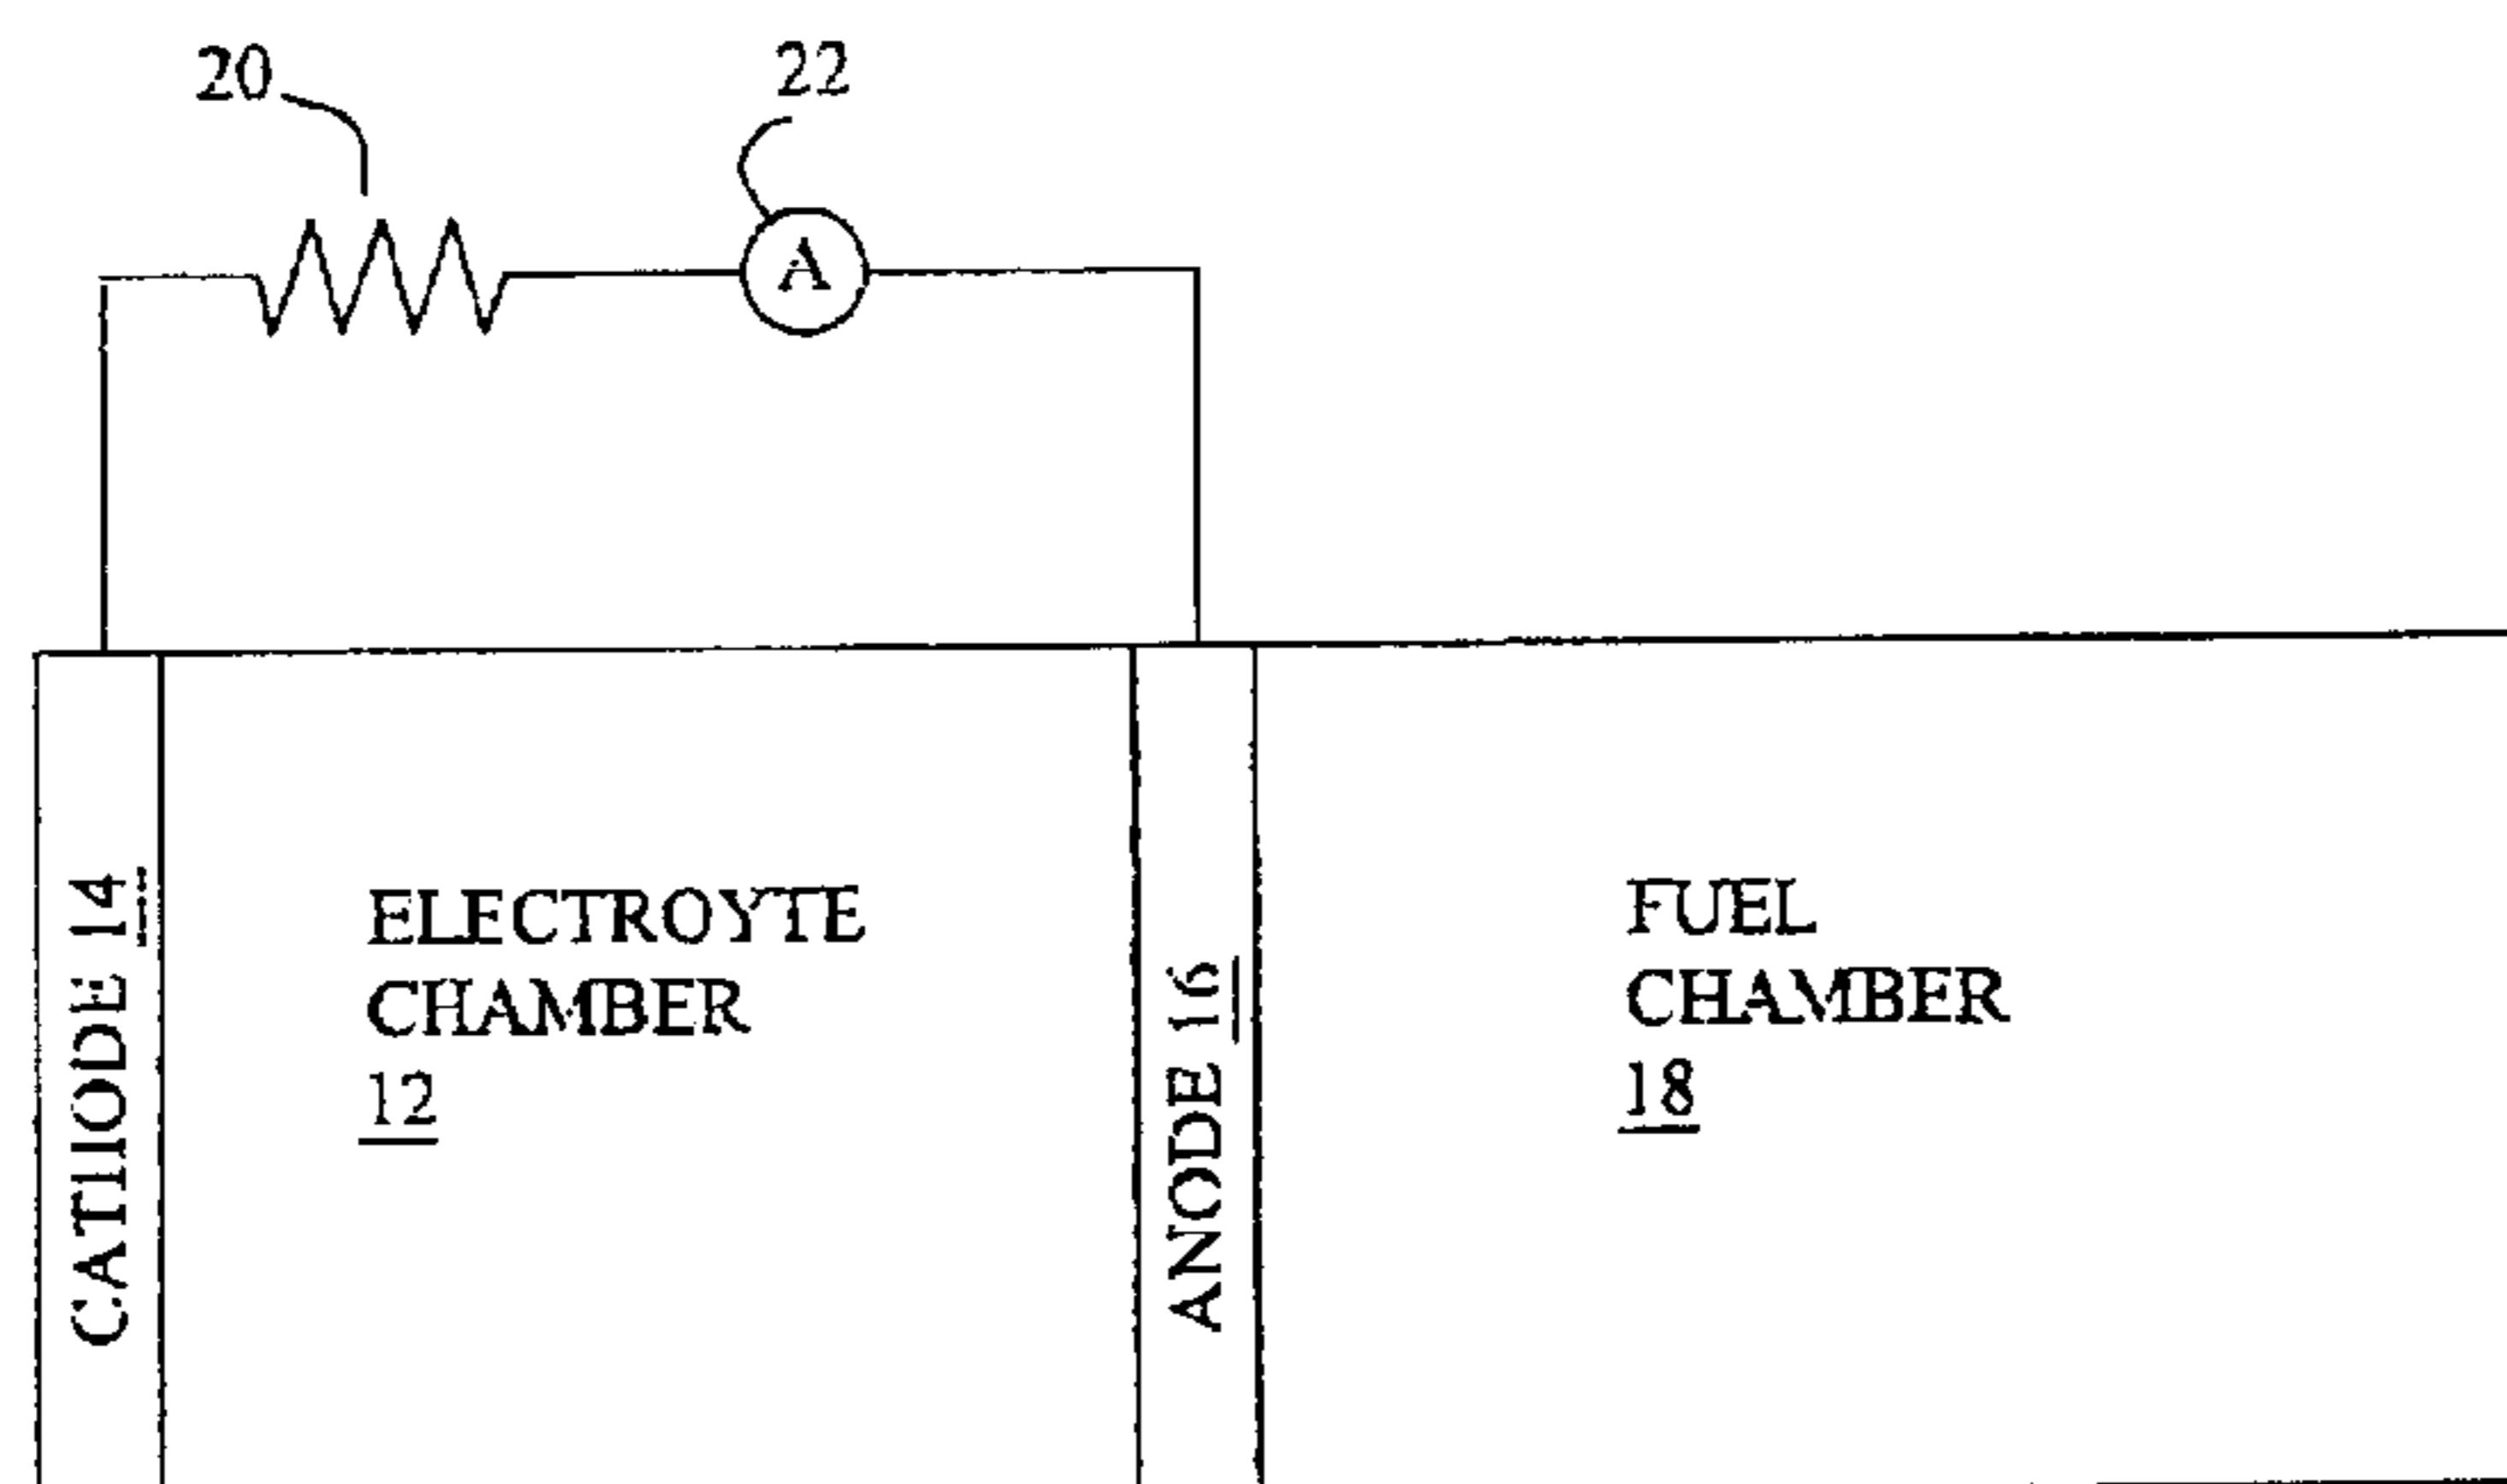 20
22
A
CATHODE 14
ELECTROYTE
CHAMBER
12
ANODE 16
FUEL
CHAMBER
18